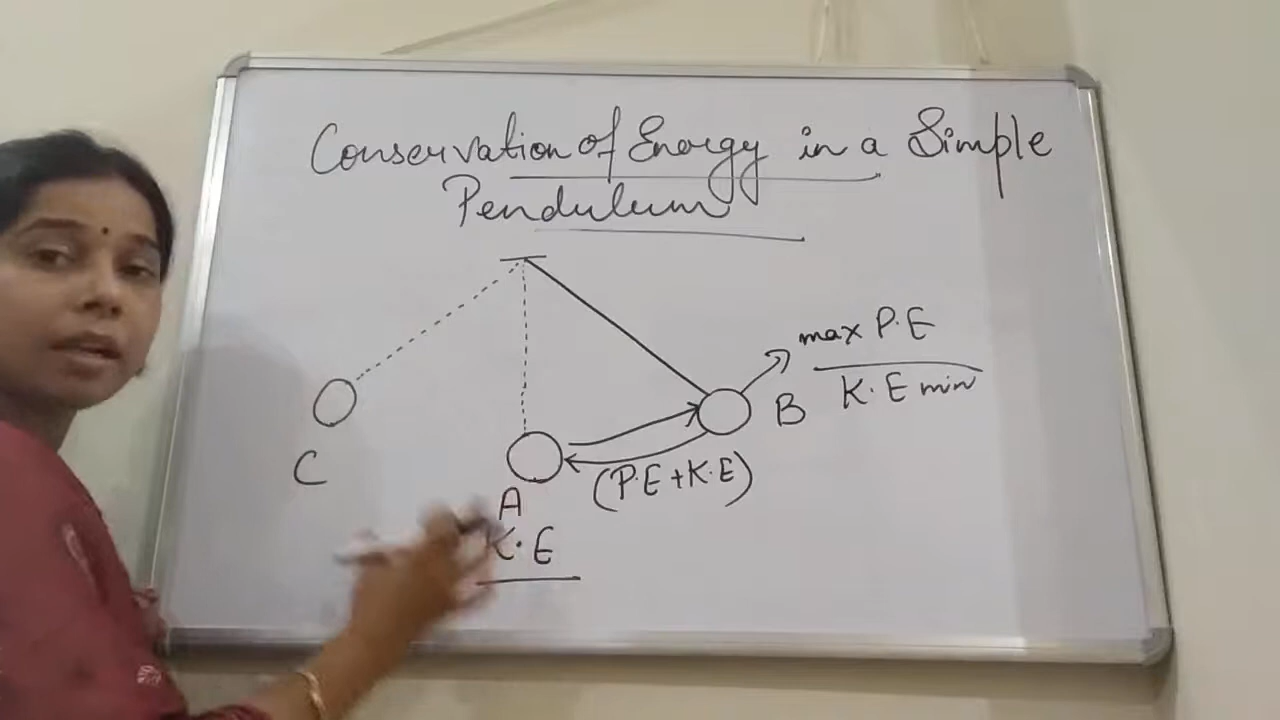 Conservation of Energy in a Simple
Pendulum
max P.E
K.E min
B
C
(P.E + K.E)
A
K.E